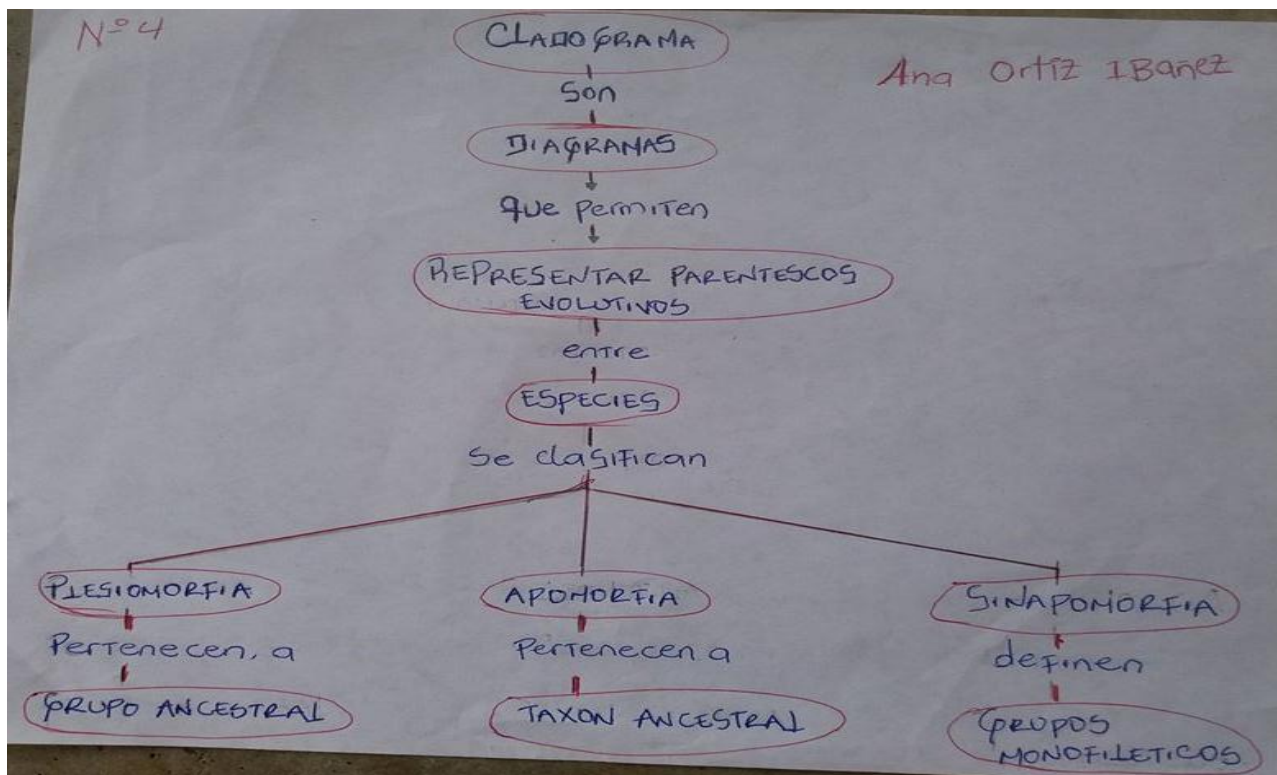 Nº 4
CLADOGRAMA
Ana Ortiz IBañez
Son
DIAGRAMAS
que permiten
REPRESENTAR PARENTESCOS
EVOLUTIVOS
entre
ESPECIES
Se clasifican
PLESIOMORFIA
APOMORFIA
SINAPOMORFIA
Pertenecen a
Pertenecen a
definen
GRUPO ANCESTRAL
TAXON ANCESTRAL
GRUPOS
MONOFILETICOS